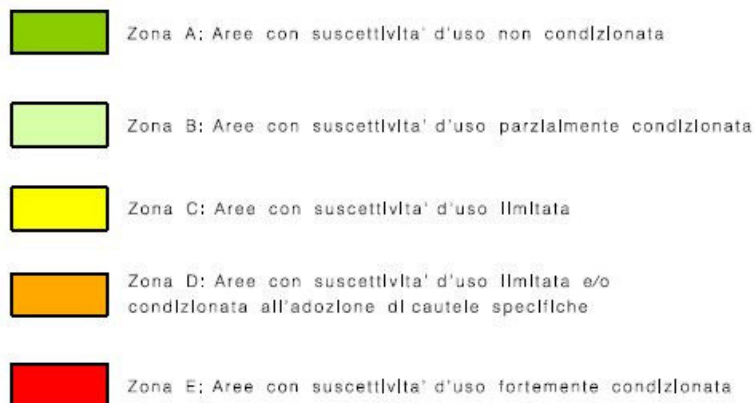 Zona A: Aree con suscettività' d'uso non condizionata
Zona B: Aree con suscettivita' d'uso parzialmente condizionata
Zona C: Aree con suscettivita' d'uso limitata
Zona D: Aree con suscettivita' d'uso limitata e/o
condizionata all'adozione di cautele specifiche
Zona E: Aree con suscettivita' d'uso fortemente condizionata